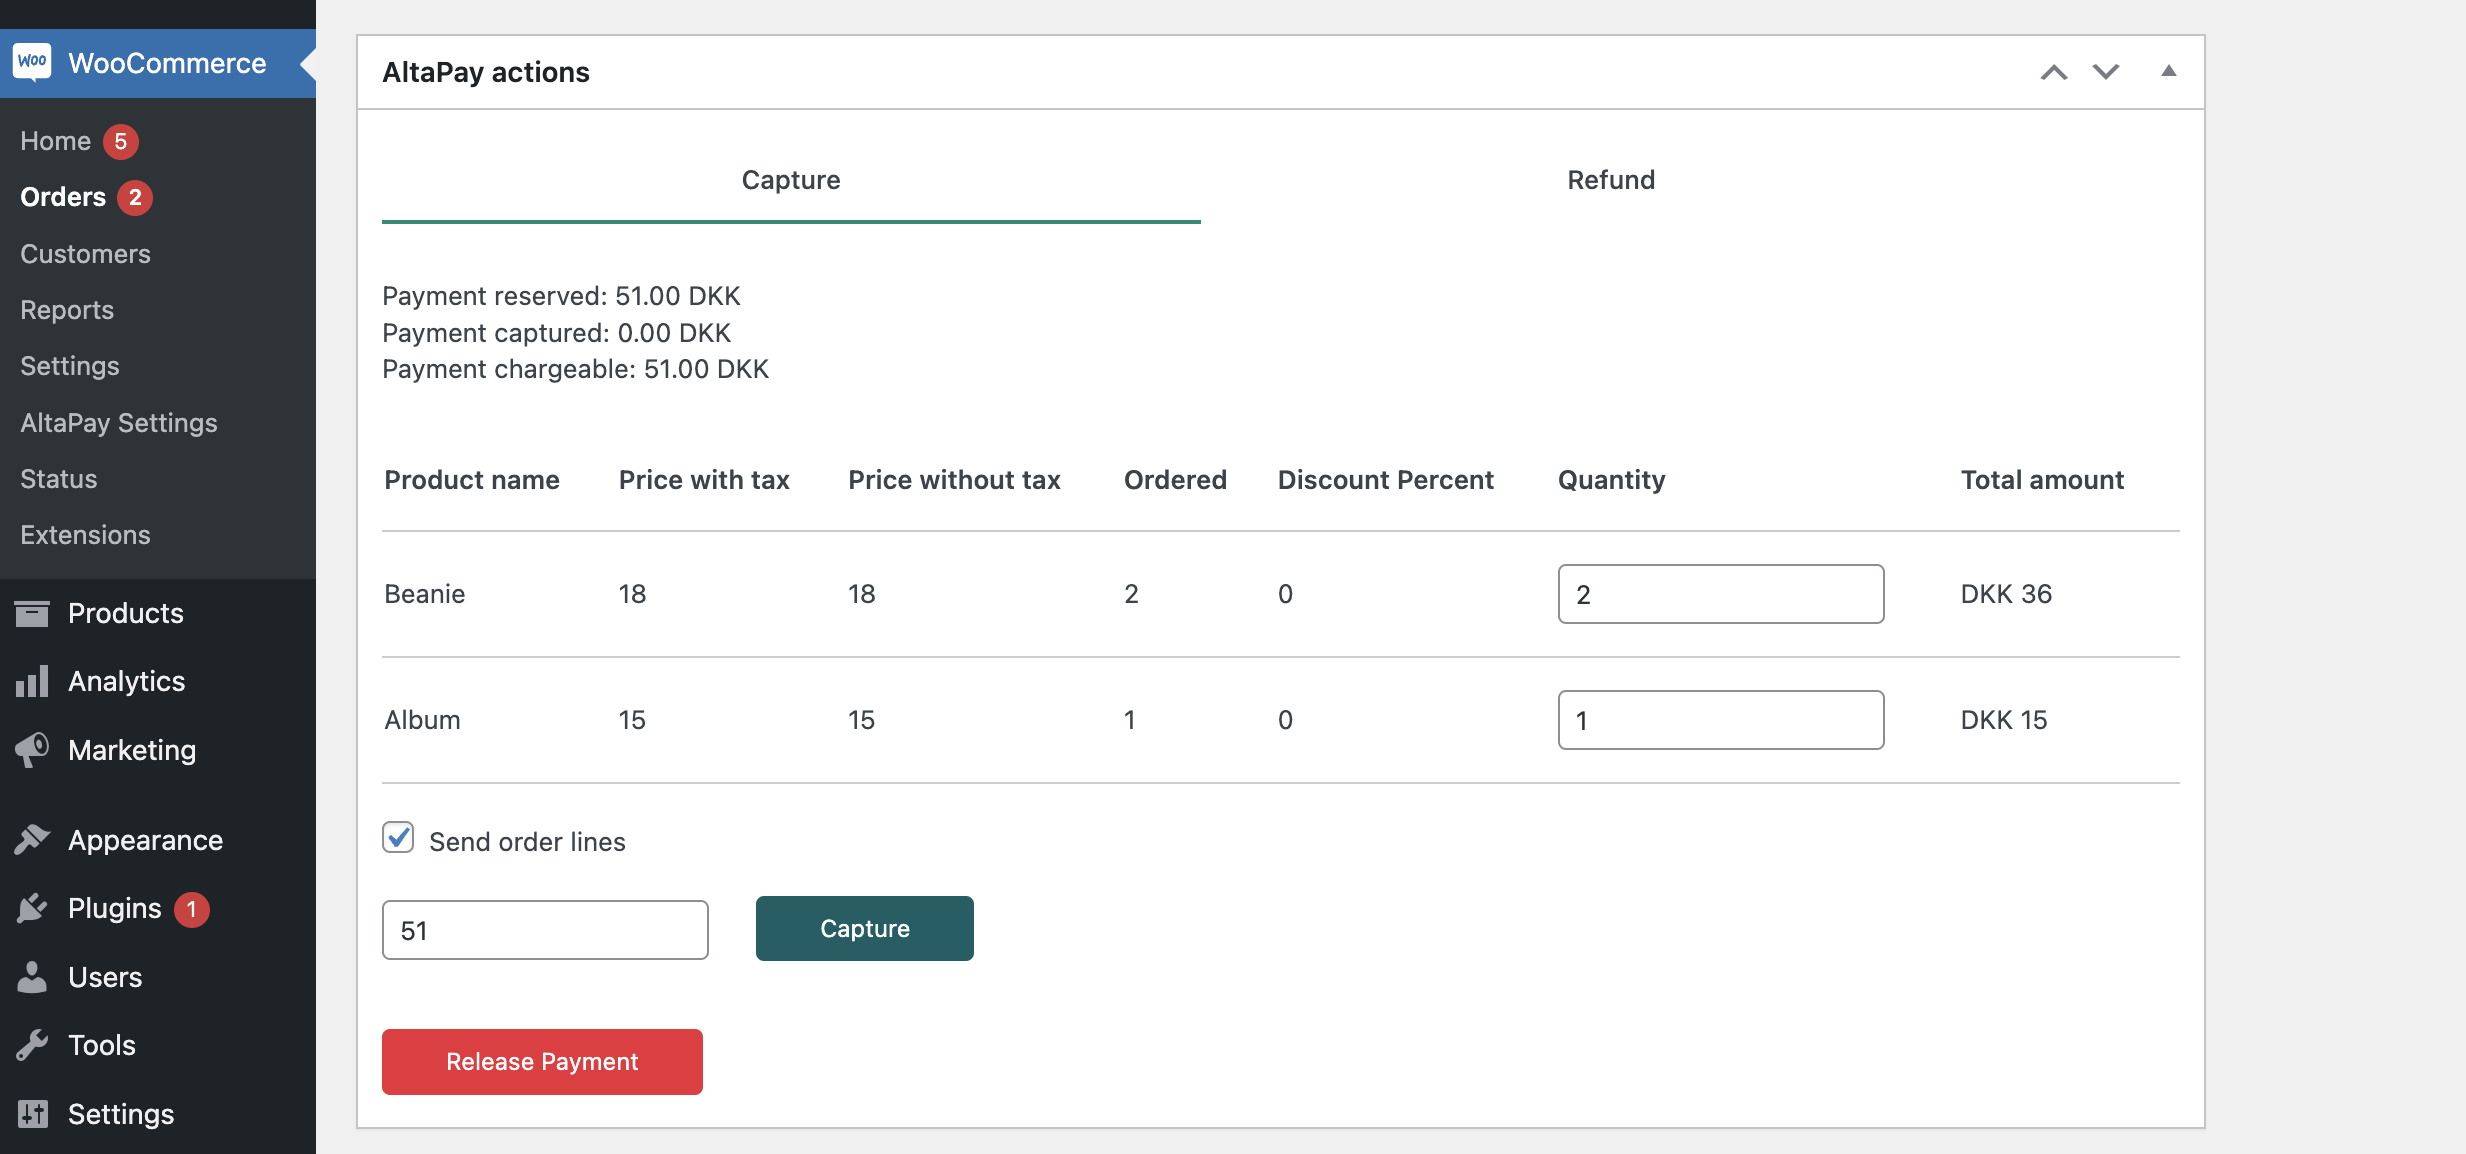 Woo WooCommerce
Home 5
Orders 2
Customers
Reports
Settings
AltaPay Settings
Status
Extensions
Products
Analytics
Marketing
Appearance
Plugins 1
Users
Tools
Settings
AltaPay actions
Capture Refund
Payment reserved: 51.00 DKK
Payment captured: 0.00 DKK
Payment chargeable: 51.00 DKK
Product name Price with tax Price without tax Ordered Discount Percent Quantity Total amount
Beanie 18 18 2 0 2 DKK 36
Album 15 15 1 0 1 DKK 15
Send order lines
51 Capture
Release Payment